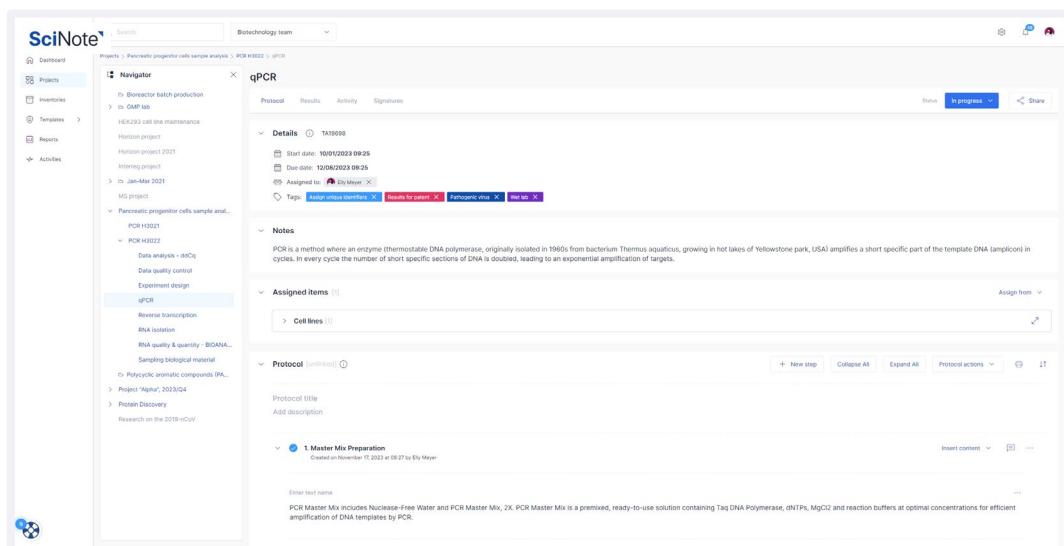 SciNote
Search
Biotechnology team
Dashboard
Projects
Inventories
Templates
Reports
Activities
Projects > Pancreatic progenitor cells sample analysis > PCR H3022 > qPCR
Navigator
Bioreactor batch production
GMP lab
HEK293 cell line maintenance
Horizon project
Horizon project 2021
Interreg project
Jan-Mar 2021
MG project
Pancreatic progenitor cells sample anal...
PCR H3021
PCR H3022
Data analysis - ddCq
Data quality control
Experiment design
qPCR
Reverse transcription
RNA isolation
RNA quality & quantity - BIOANA...
Sampling biological material
Polycyclic aromatic compounds (PA...
Project "Alpha", 2023/Q4
Protein Discovery
Research on the 2019-nCoV
9
qPCR
Protocol Results Activity Signatures
Status In progress Share
Details TA19698
Start date: 10/01/2023 09:25
Due date: 12/08/2023 09:25
Assigned to: Elly Meyer
Tags: Assign unique identifiers Results for patent Pathogenic virus Wet lab
Notes
PCR is a method where an enzyme (thermostable DNA polymerase, originally isolated in 1960s from bacterium Thermus aquaticus, growing in hot lakes of Yellowstone park, USA) amplifies a short specific part of the template DNA (amplicon) in
cycles. In every cycle the number of short specific sections of DNA is doubled, leading to an exponential amplification of targets.
Assigned items [1]
Assign from
Cell lines [1]
Protocol [unlinked]
+ New step Collapse All Expand All Protocol actions
Protocol title
Add description
1. Master Mix Preparation
Insert content
Created on November 17, 2023 at 09:27 by Elly Meyer
Enter text name
PCR Master Mix includes Nuclease-Free Water and PCR Master Mix, 2X. PCR Master Mix is a premixed, ready-to-use solution containing Taq DNA Polymerase, dNTPs, MgCl2 and reaction buffers at optimal concentrations for efficient
amplification of DNA templates by PCR.